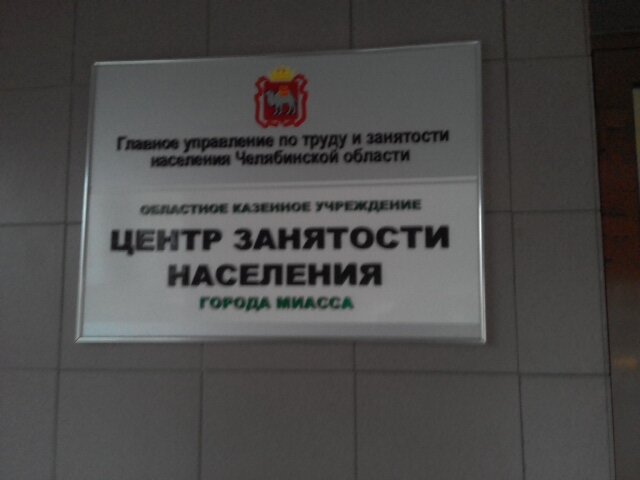 Главное управление по труду и занятости
населения Челябинской области
ОБЛАСТНОЕ КАЗЕННОЕ УЧРЕЖДЕНИЕ
ЦЕНТР ЗАНЯТОСТИ
НАСЕЛЕНИЯ
ГОРОДА МИАССА